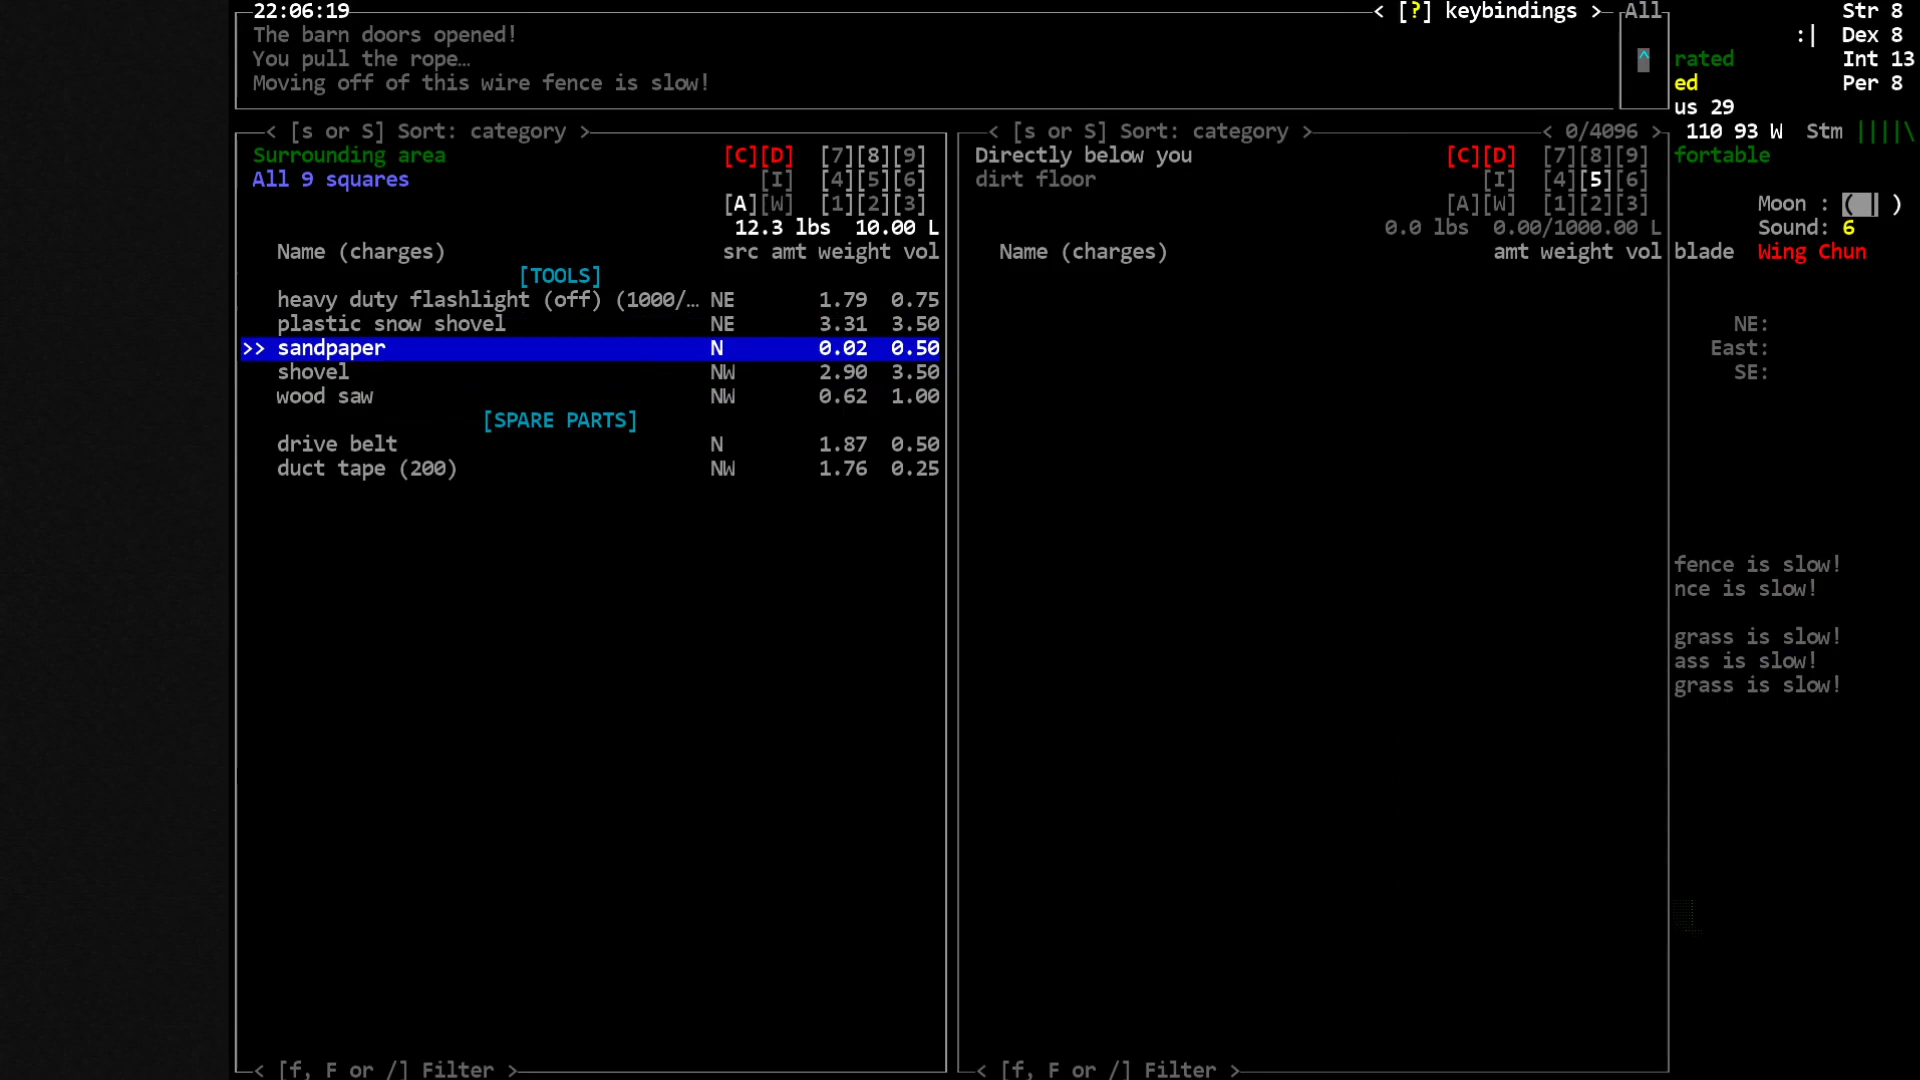 22:06:19 < [?] keybindings > All
The barn doors opened!
You pull the rope…
Moving off of this wire fence is slow!
^
Str 8
:| Dex 8
rated Int 13
ed Per 8
us 29
110 93 W Stm ||||\
fortable
Moon : (| )
Sound: 6
blade Wing Chun
NE:
East:
SE:
fence is slow!
nce is slow!
grass is slow!
ass is slow!
grass is slow!
< [s or S] Sort: category >
Surrounding area [C][D] [7][8][9]
All 9 squares [I] [4][5][6]
[A][W] [1][2][3]
12.3 lbs 10.00 L
Name (charges) src amt weight vol
[TOOLS]
heavy duty flashlight (off) (1000/… NE 1.79 0.75
plastic snow shovel NE 3.31 3.50
>> sandpaper N 0.02 0.50
shovel NW 2.90 3.50
wood saw NW 0.62 1.00
[SPARE PARTS]
drive belt N 1.87 0.50
duct tape (200) NW 1.76 0.25
< [f, F or /] Filter >
< [s or S] Sort: category > < 0/4096 >
Directly below you [C][D] [7][8][9]
dirt floor [I] [4][5][6]
[A][W] [1][2][3]
0.0 lbs 0.00/1000.00 L
Name (charges) amt weight vol
< [f, F or /] Filter >